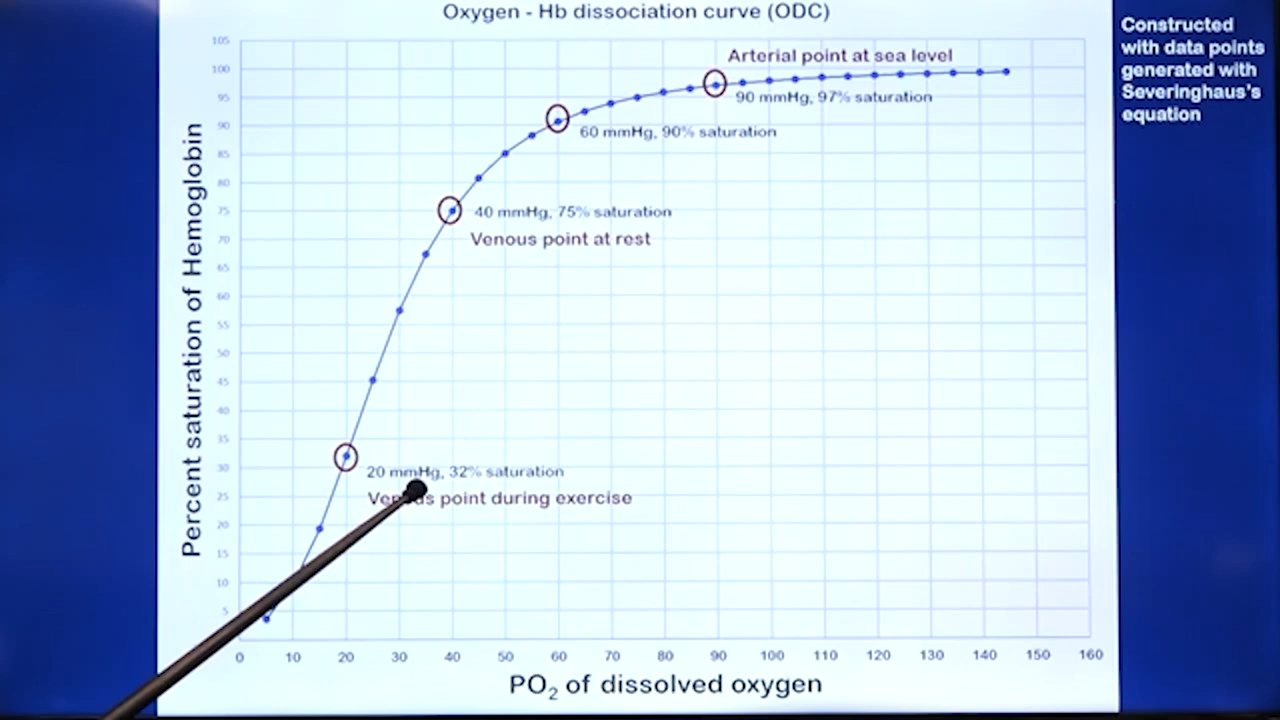 Oxygen - Hb dissociation curve (ODC)
Constructed
with data points
generated with
Severinghaus's
equation
Percent saturation of Hemoglobin
105
100
95
90
85
80
75
70
65
60
55
50
45
40
35
30
25
20
15
10
5
Arterial point at sea level
90 mmHg, 97% saturation
60 mmHg, 90% saturation
40 mmHg, 75% saturation
Venous point at rest
20 mmHg, 32% saturation
point during exercise
0 10 20 30 40 50 60 70 80 90 100 110 120 130 140 150 160
PO₂ of dissolved oxygen